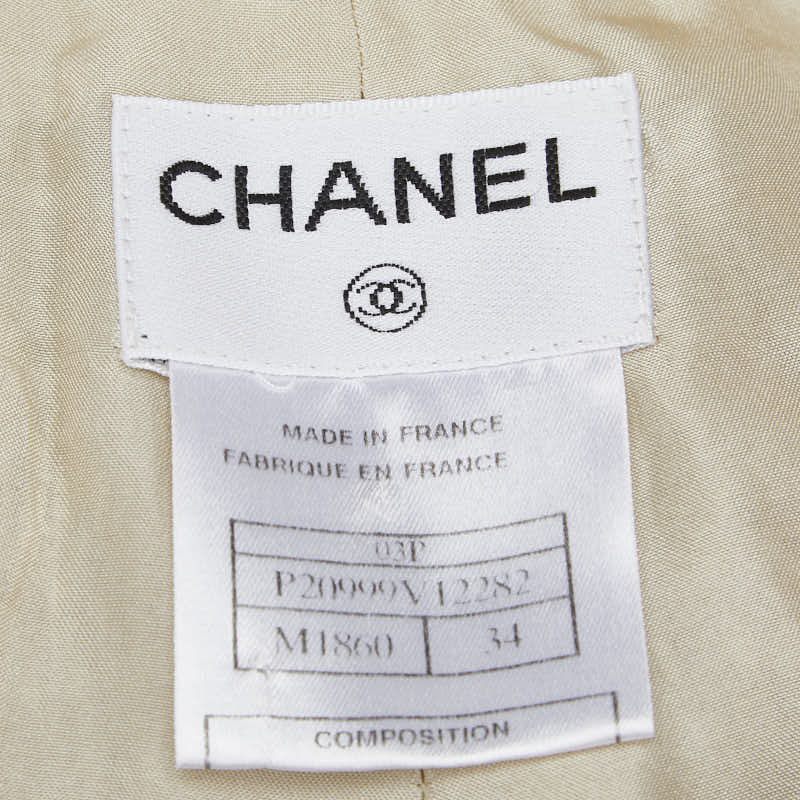 CHANEL
MADE IN FRANCE
FABRIQUE EN FRANCE
03P
P20999V12282
M1860 34
COMPOSITION